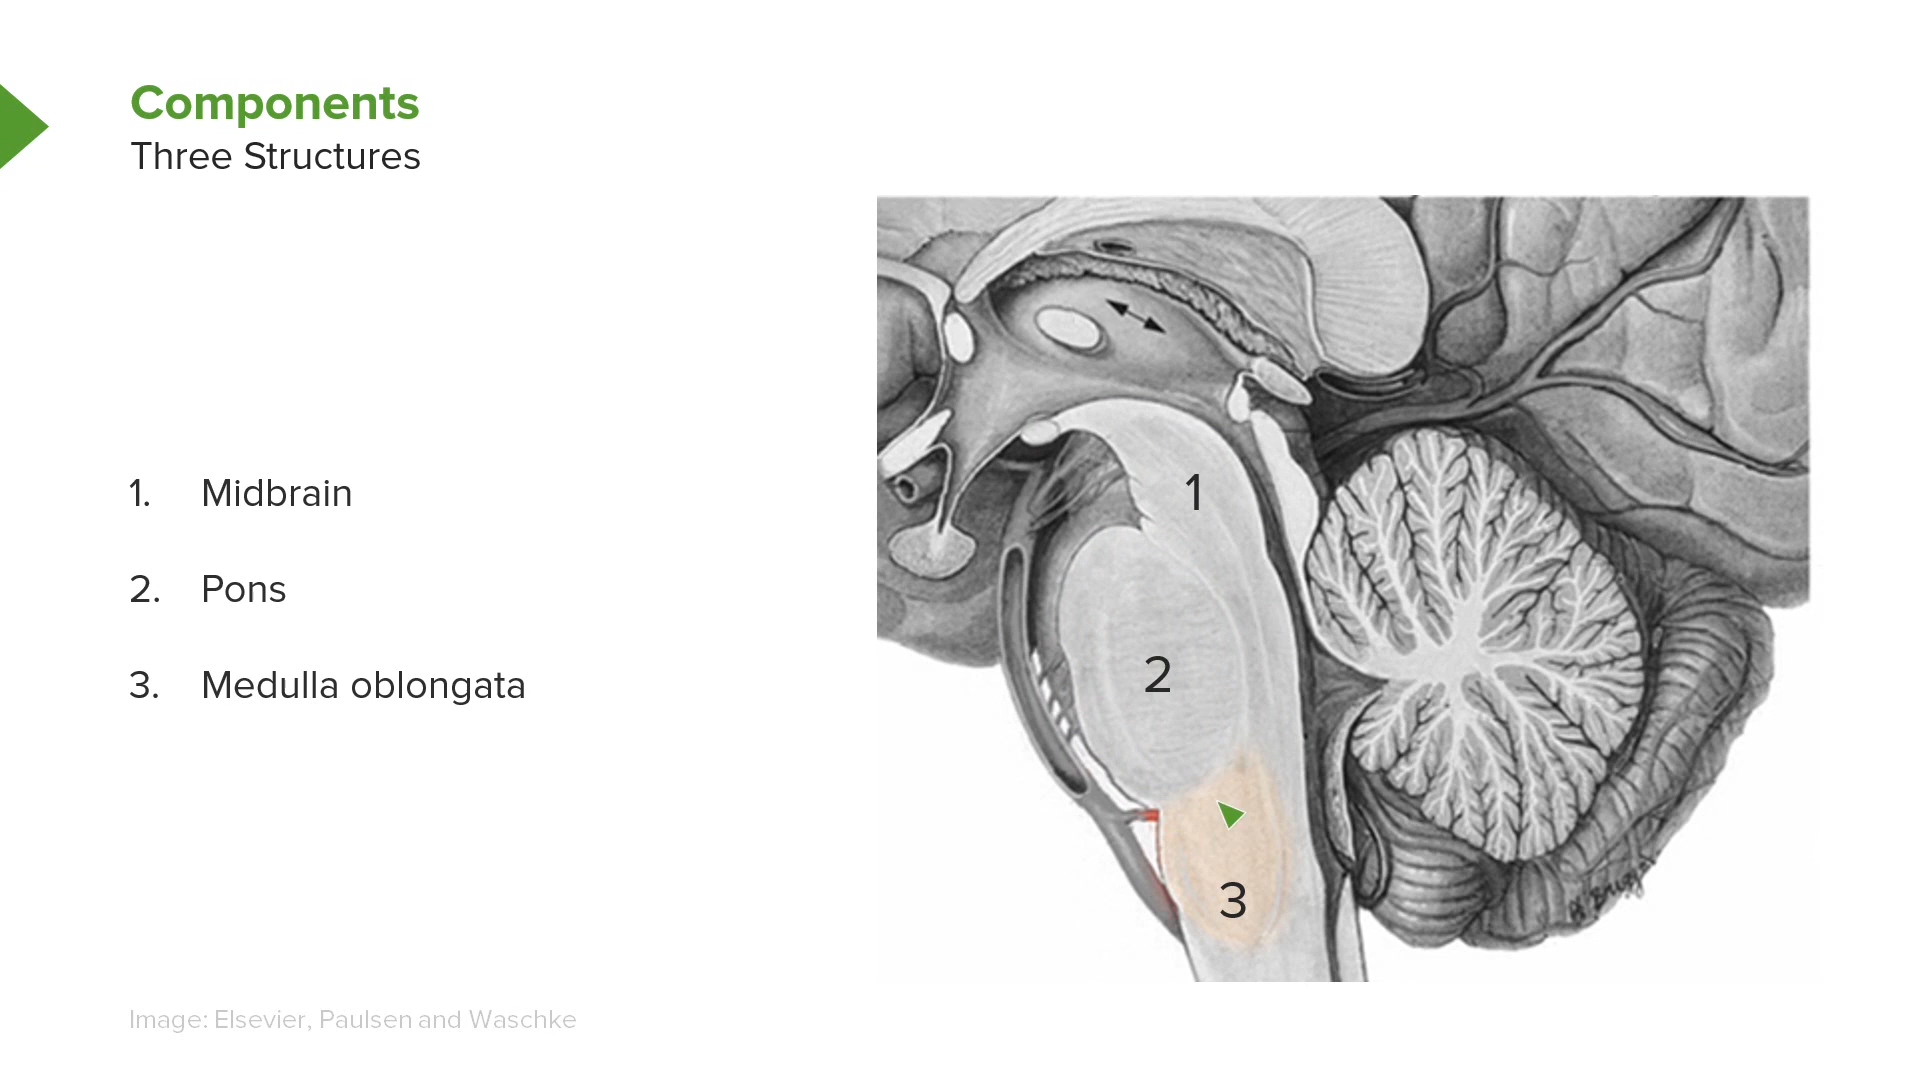 Components
Three Structures
1. Midbrain
2. Pons
3. Medulla oblongata
1
2
3
Image: Elsevier, Paulsen and Waschke